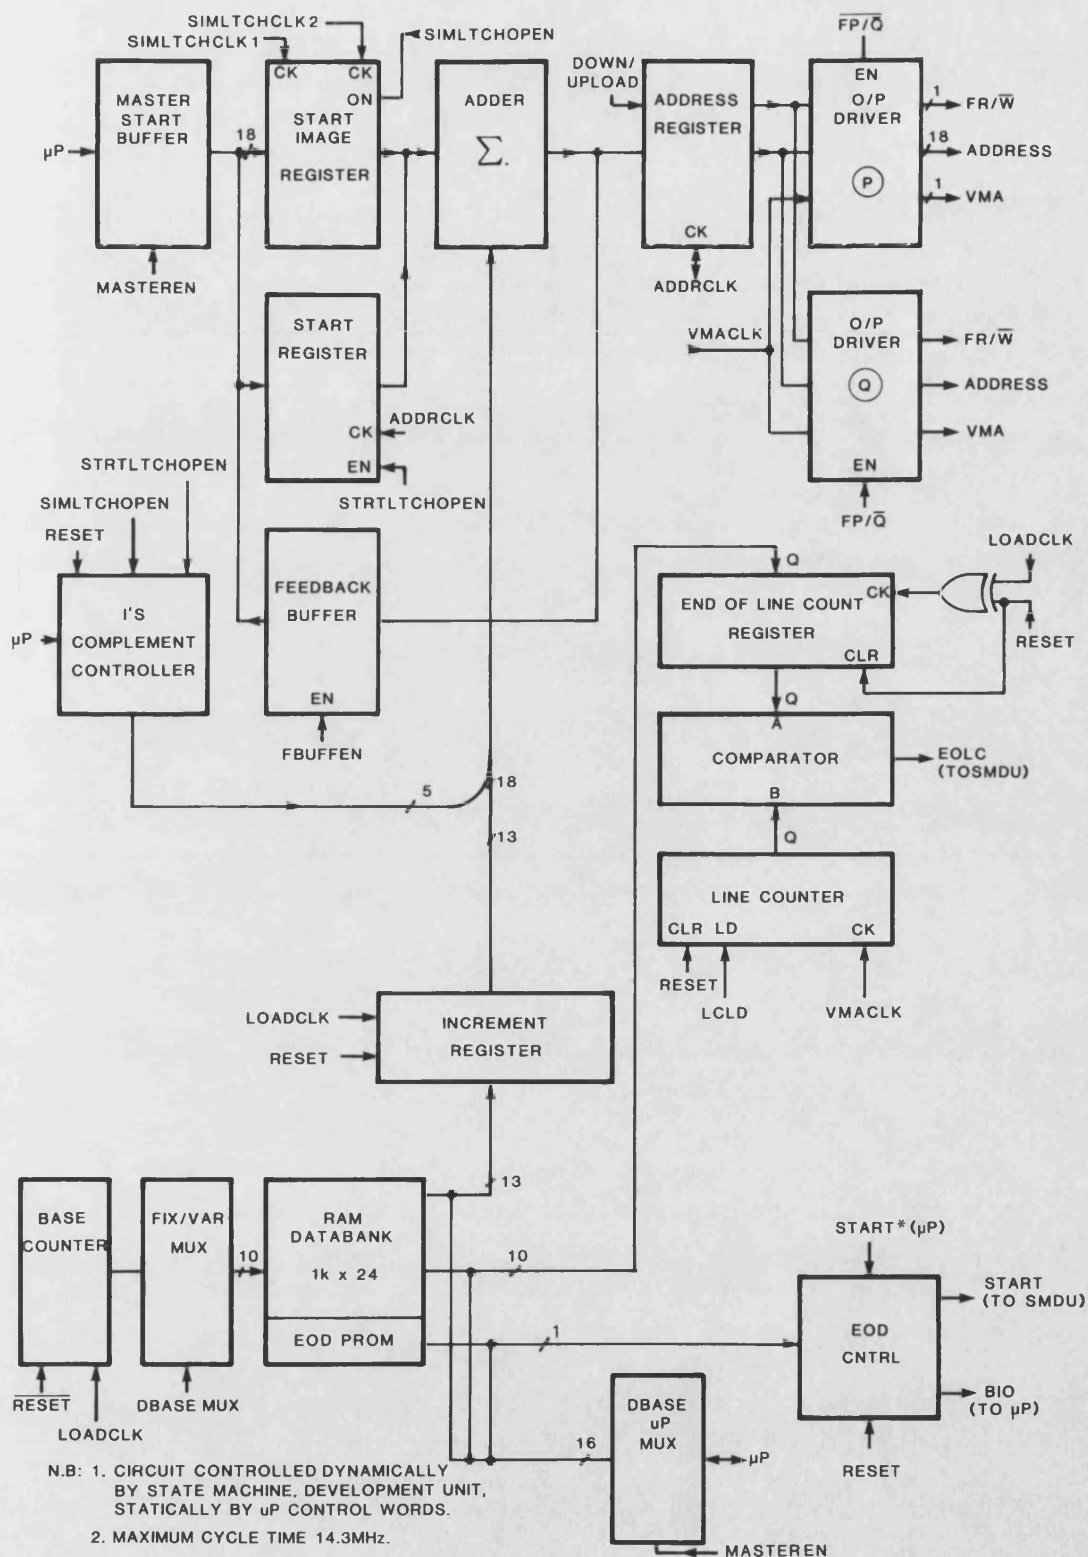 SIMLTCHCLK2
SIMLTCHCLK1
SIMLTCHOPEN
FP/Q
MASTER
START
BUFFER
µP
MASTEREN
18
CK
CK
ON
START
IMAGE
REGISTER
ADDER
Σ.
DOWN/
UPLOAD
ADDRESS
REGISTER
CK
ADDRCLK
EN
O/P
DRIVER
P
1
FR/W
18
ADDRESS
1
VMA
START
REGISTER
CK
EN
ADDRCLK
STRTLTCHOPEN
VMACLK
O/P
DRIVER
Q
EN
FR/W
ADDRESS
VMA
FP/Q
STRTLTCHOPEN
SIMLTCHOPEN
RESET
µP
I'S
COMPLEMENT
CONTROLLER
FEEDBACK
BUFFER
EN
FBUFFEN
Q
END OF LINE COUNT
REGISTER
CK
CLR
LOADCLK
RESET
Q
A
COMPARATOR
B
EOLC
(TOSMDU)
Q
5
18
13
LINE COUNTER
CLR LD
CK
RESET
LCLD
VMACLK
LOADCLK
RESET
INCREMENT
REGISTER
13
BASE
COUNTER
FIX/VAR
MUX
10
RAM
DATABANK
1k x 24
EOD PROM
10
1
START*(µP)
START
(TO SMDU)
EOD
CNTRL
BIO
(TO µP)
RESET
RESET
DBASE MUX
LOADCLK
16
DBASE
uP
MUX
µP
MASTEREN
N.B: 1. CIRCUIT CONTROLLED DYNAMICALLY
BY STATE MACHINE, DEVELOPMENT UNIT,
STATICALLY BY uP CONTROL WORDS.
2. MAXIMUM CYCLE TIME 14.3MHz.